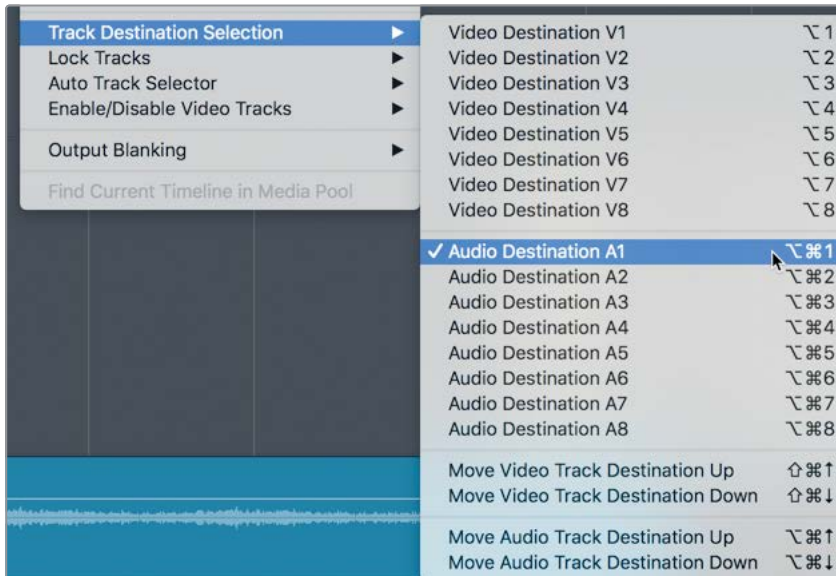 Track Destination Selection ▶
Lock Tracks ▶
Auto Track Selector ▶
Enable/Disable Video Tracks ▶
Output Blanking ▶
Find Current Timeline in Media Pool
Video Destination V1 ⌥1
Video Destination V2 ⌥2
Video Destination V3 ⌥3
Video Destination V4 ⌥4
Video Destination V5 ⌥5
Video Destination V6 ⌥6
Video Destination V7 ⌥7
Video Destination V8 ⌥8
✓ Audio Destination A1 ⌥⌘1
Audio Destination A2 ⌥⌘2
Audio Destination A3 ⌥⌘3
Audio Destination A4 ⌥⌘4
Audio Destination A5 ⌥⌘5
Audio Destination A6 ⌥⌘6
Audio Destination A7 ⌥⌘7
Audio Destination A8 ⌥⌘8
Move Video Track Destination Up ⇧⌘↑
Move Video Track Destination Down ⇧⌘↓
Move Audio Track Destination Up ⌥⌘↑
Move Audio Track Destination Down ⌥⌘↓